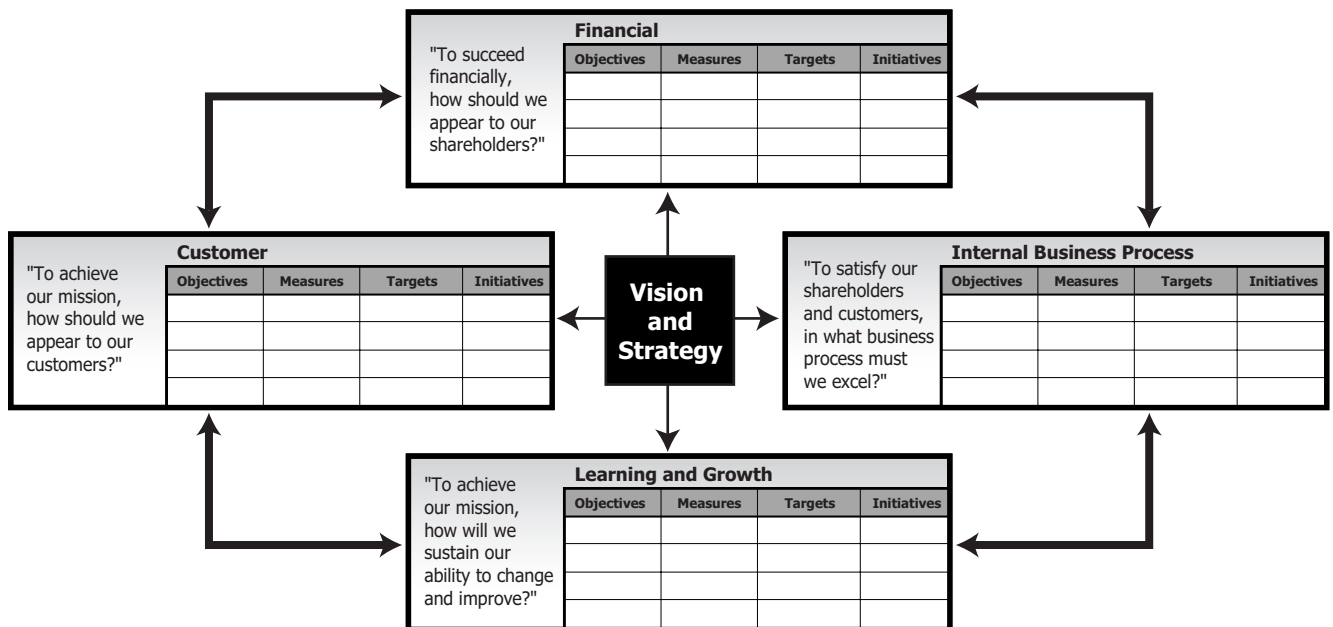 Financial
"To succeed
financially,
how should we
appear to our
shareholders?"
Objectives Measures Targets Initiatives
Customer
"To achieve
our mission,
how should we
appear to our
customers?"
Objectives Measures Targets Initiatives
Vision
and
Strategy
Internal Business Process
"To satisfy our
shareholders
and customers,
in what business
process must
we excel?"
Objectives Measures Targets Initiatives
Learning and Growth
"To achieve
our mission,
how will we
sustain our
ability to change
and improve?"
Objectives Measures Targets Initiatives